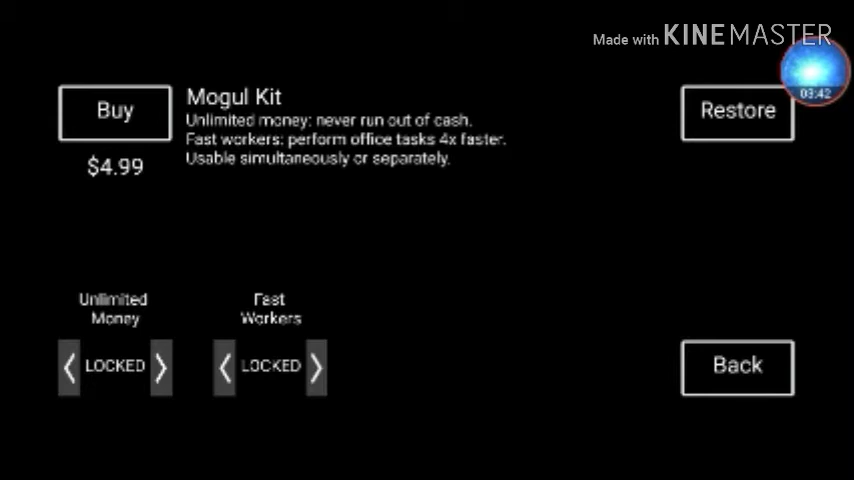 Made with KINEMASTER
03:42
Buy
Mogul Kit
Unlimited money: never run out of cash.
Fast workers: perform office tasks 4x faster.
Usable simultaneously or separately.
$4.99
Restore
Unlimited
Money
Fast
Workers
LOCKED
LOCKED
Back